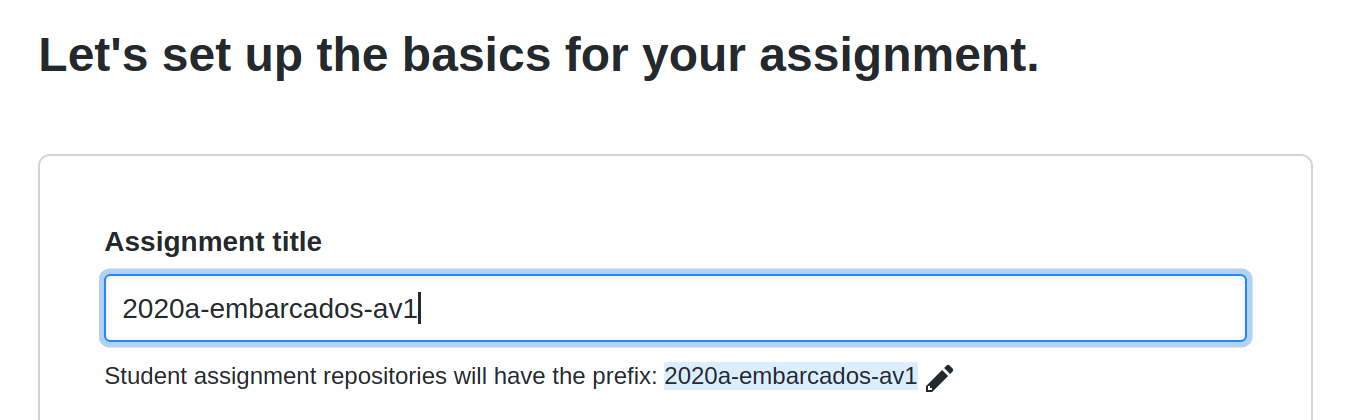 Let's set up the basics for your assignment.
Assignment title
2020a-embarcados-av1
Student assignment repositories will have the prefix: 2020a-embarcados-av1